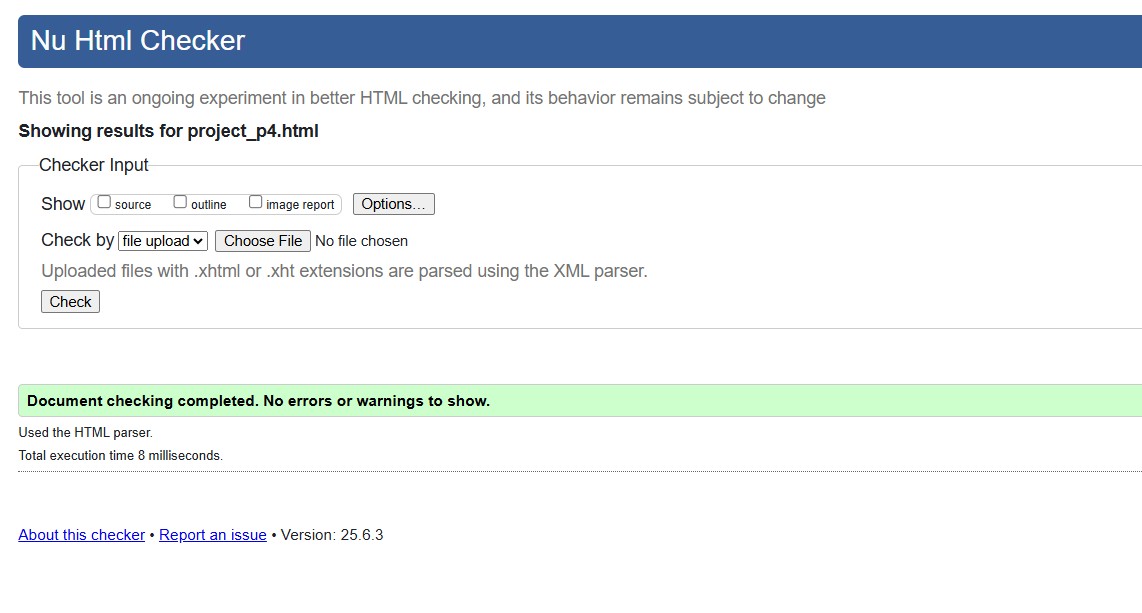 Nu Html Checker
This tool is an ongoing experiment in better HTML checking, and its behavior remains subject to change
Showing results for project_p4.html
Checker Input
Show source outline image report Options...
Check by file upload Choose File No file chosen
Uploaded files with .xhtml or .xht extensions are parsed using the XML parser.
Check
Document checking completed. No errors or warnings to show.
Used the HTML parser.
Total execution time 8 milliseconds.
About this checker • Report an issue • Version: 25.6.3